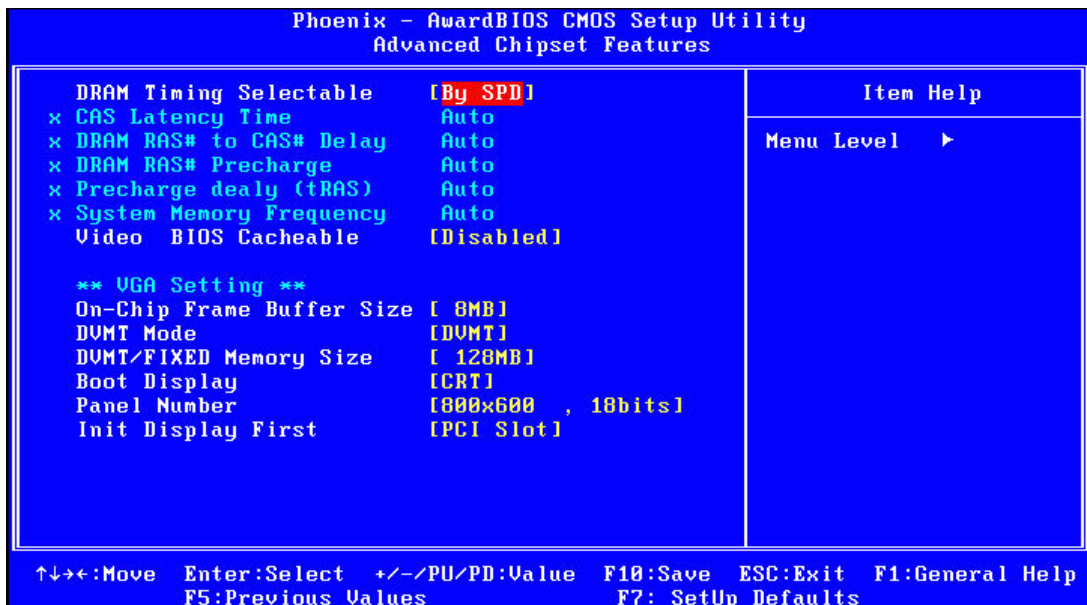 Phoenix - AwardBIOS CMOS Setup Utility
Advanced Chipset Features
DRAM Timing Selectable [By SPD]
x CAS Latency Time Auto
x DRAM RAS# to CAS# Delay Auto
x DRAM RAS# Precharge Auto
x Precharge dealy (tRAS) Auto
x System Memory Frequency Auto
Video BIOS Cacheable [Disabled]
** VGA Setting **
On-Chip Frame Buffer Size [ 8MB]
DVMT Mode [DVMT]
DVMT/FIXED Memory Size [ 128MB]
Boot Display [CRT]
Panel Number [800x600 , 18bits]
Init Display First [PCI Slot]
Item Help
Menu Level ►
↑↓→←:Move Enter:Select +/-/PU/PD:Value F10:Save ESC:Exit F1:General Help
F5:Previous Values F7: SetUp Defaults